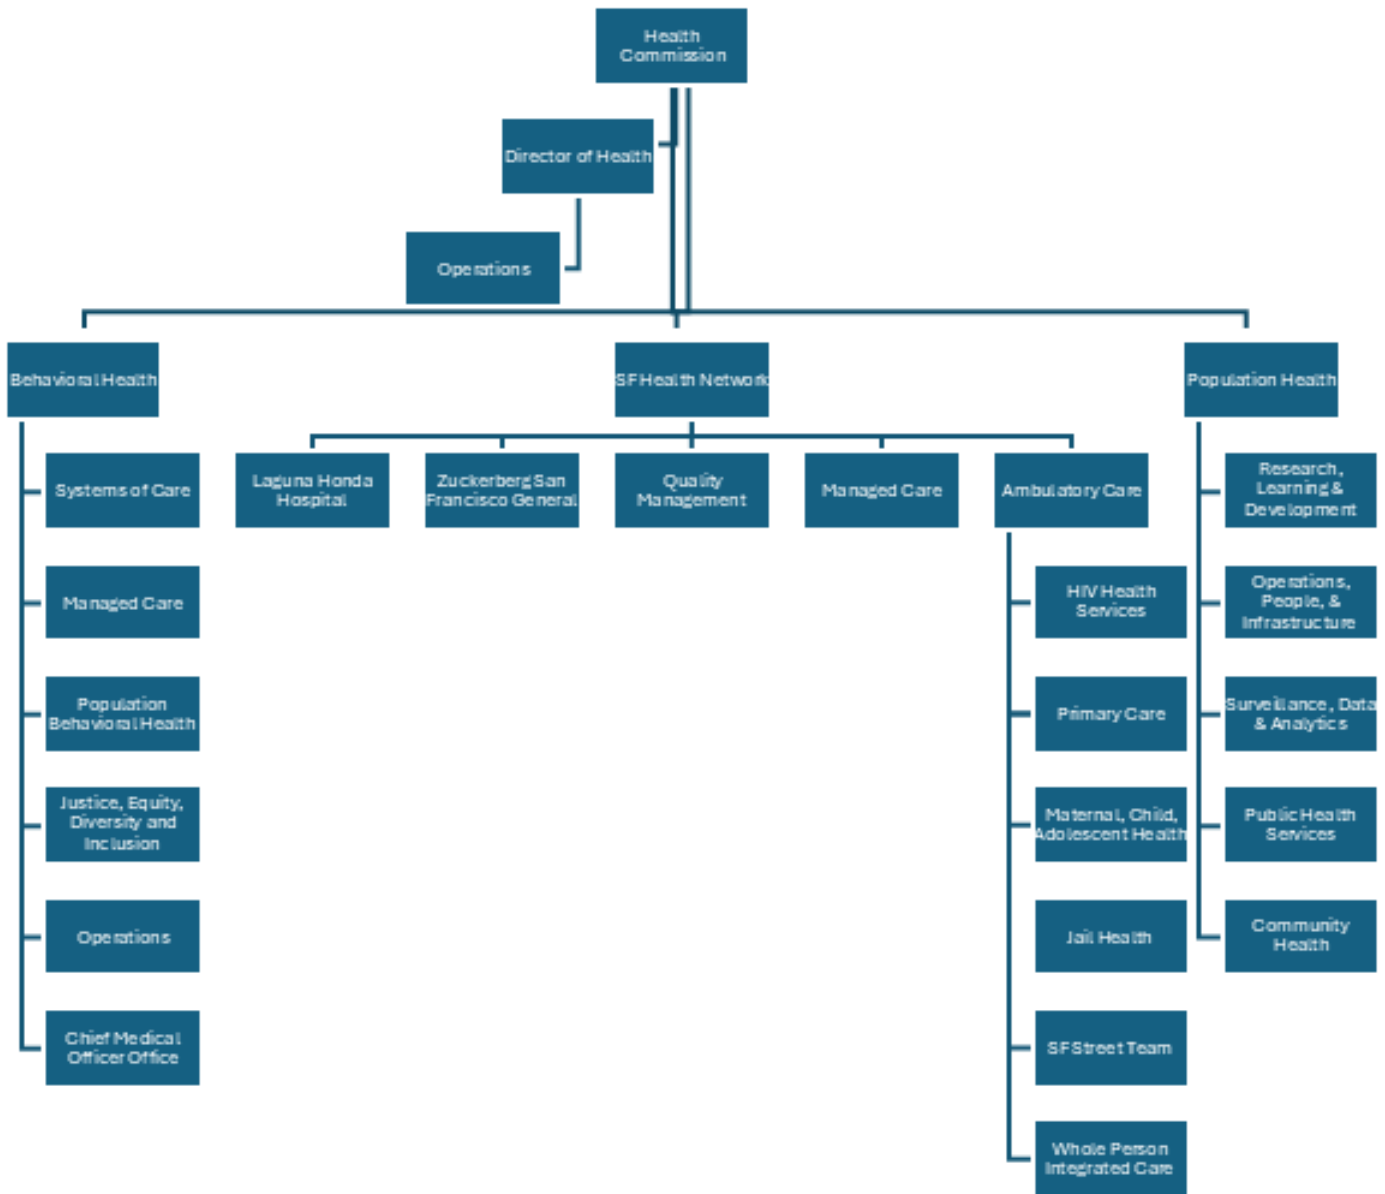 Health
Commission
Director of Health
Operations
Behavioral Health
SF Health Network
Population Health
Systems of Care
Laguna Honda
Hospital
Zuckerberg San
Francisco General
Quality
Management
Managed Care
Ambulatory Care
Research,
Learning &
Development
Managed Care
HIV Health
Services
Operations,
People, &
Infrastructure
Population
Behavioral Health
Primary Care
Surveillance, Data
& Analytics
Justice, Equity,
Diversity and
Inclusion
Maternal, Child,
Adolescent Health
Public Health
Services
Operations
Jail Health
Community
Health
Chief Medical
Officer Office
SF Street Team
Whole Person
Integrated Care